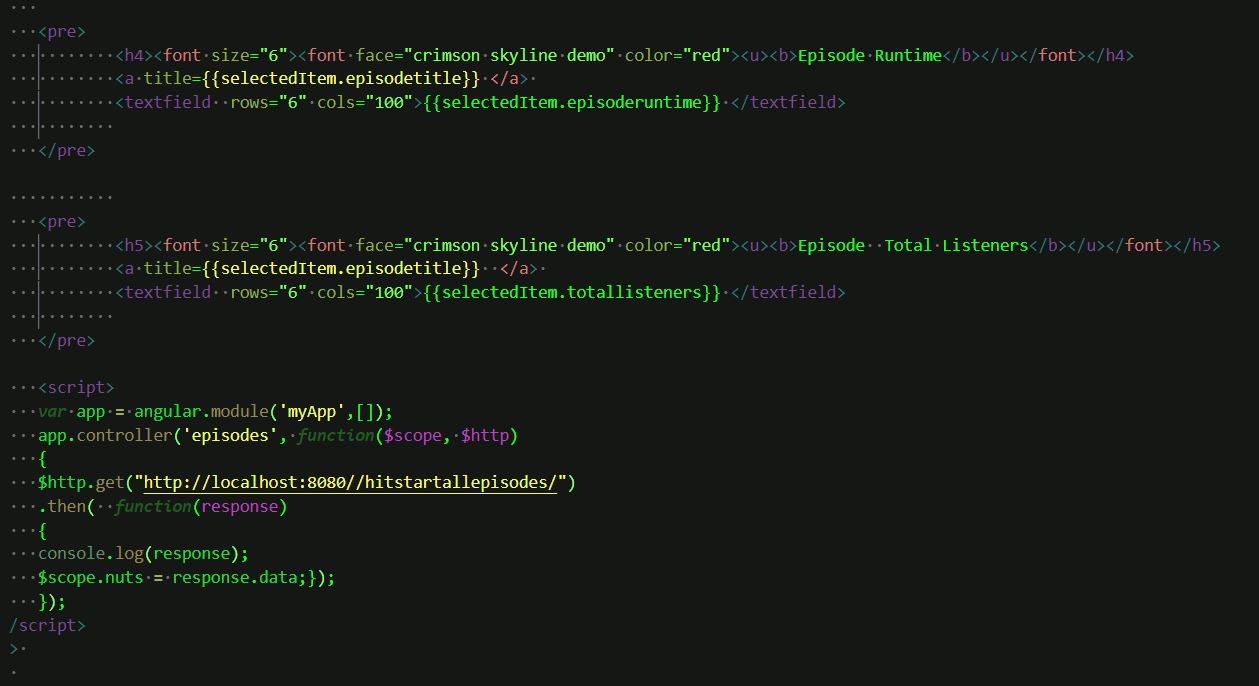 <pre>
<h4><font size="6"><font face="crimson skyline demo" color="red"><u><b>Episode Runtime</b></u></font></h4>
<a title={{selectedItem.episodetitle}} </a>
<textfield  rows="6" cols="100">{{selectedItem.episoderuntime}} </textfield>
</pre>
<pre>
<h5><font size="6"><font face="crimson skyline demo" color="red"><u><b>Episode  Total Listeners</b></u></font></h5>
<a title={{selectedItem.episodetitle}}  </a>
<textfield  rows="6" cols="100">{{selectedItem.totallisteners}} </textfield>
</pre>
<script>
var app = angular.module('myApp',[]);
app.controller('episodes', function($scope, $http)
{
$http.get("http://localhost:8080//hitstartallepisodes/")
.then(  function(response)
{
console.log(response);
$scope.nuts = response.data;});
});
/script>
>